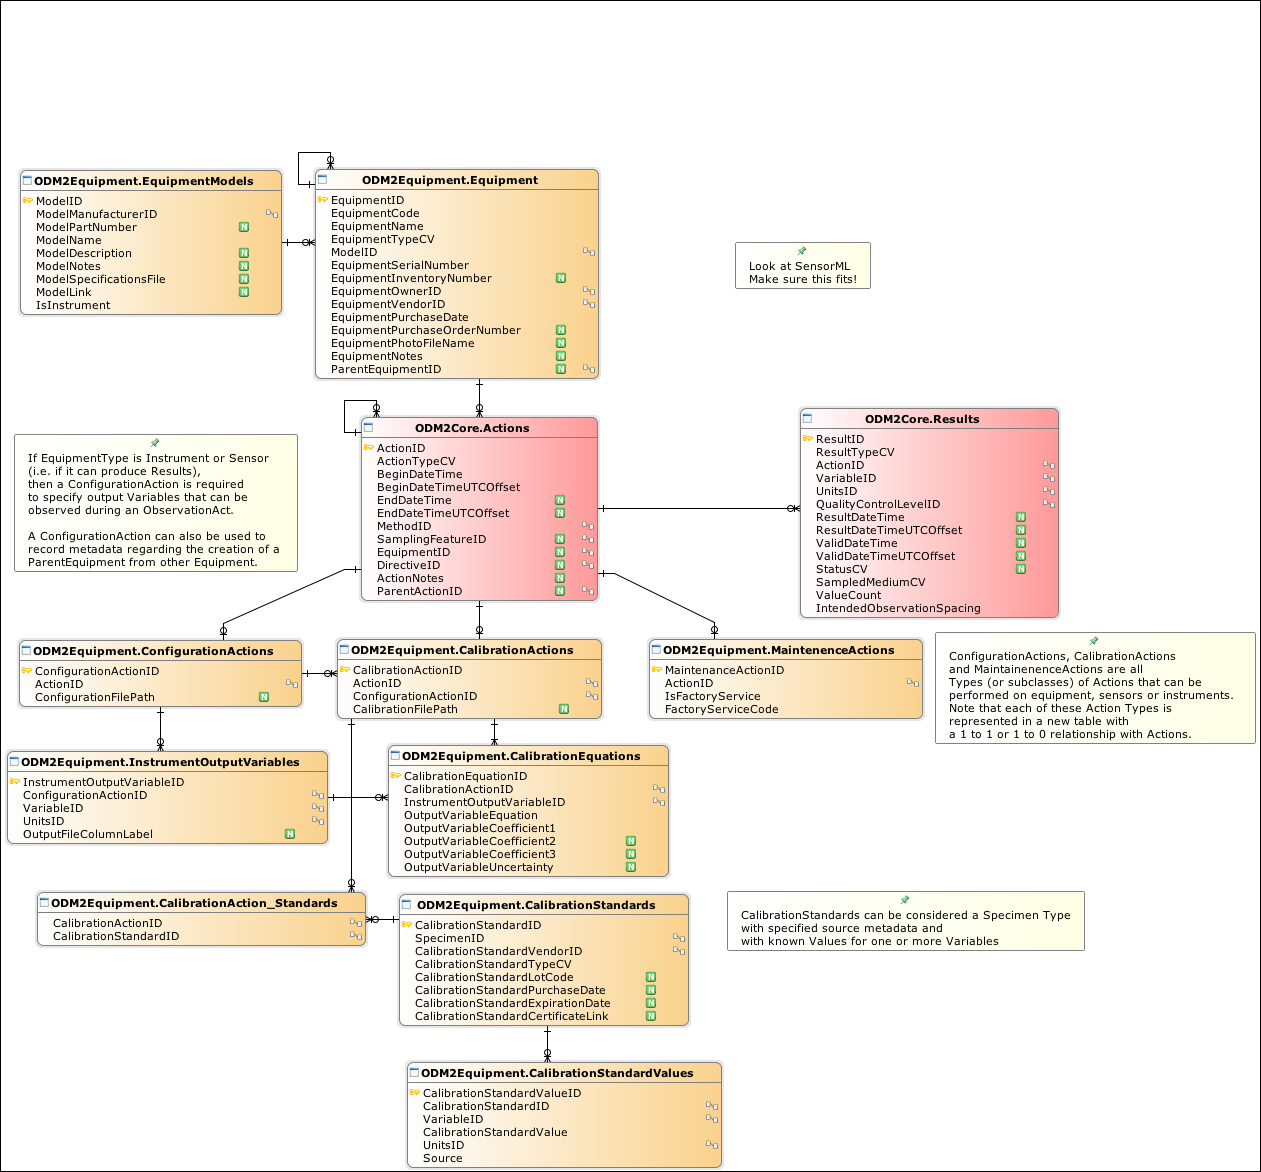 ODM2Equipment.EquipmentModels
ModelID
ModelManufacturerID
ModelPartNumber N
ModelName
ModelDescription N
ModelNotes N
ModelSpecificationsFile N
ModelLink N
IsInstrument
ODM2Equipment.Equipment
EquipmentID
EquipmentCode
EquipmentName
EquipmentTypeCV
ModelID
EquipmentSerialNumber
EquipmentInventoryNumber N
EquipmentOwnerID
EquipmentVendorID
EquipmentPurchaseDate
EquipmentPurchaseOrderNumber N
EquipmentPhotoFileName N
EquipmentNotes N
ParentEquipmentID N
Look at SensorML
Make sure this fits!
If EquipmentType is Instrument or Sensor
(i.e. if it can produce Results),
then a ConfigurationAction is required
to specify output Variables that can be
observed during an ObservationAct.
A ConfigurationAction can also be used to
record metadata regarding the creation of a
ParentEquipment from other Equipment.
ODM2Core.Actions
ActionID
ActionTypeCV
BeginDateTime
BeginDateTimeUTCOffset
EndDateTime N
EndDateTimeUTCOffset N
MethodID
SamplingFeatureID N
EquipmentID N
DirectiveID N
ActionNotes N
ParentActionID N
ODM2Core.Results
ResultID
ResultTypeCV
ActionID
VariableID
UnitsID
QualityControlLevelID
ResultDateTime N
ResultDateTimeUTCOffset N
ValidDateTime N
ValidDateTimeUTCOffset N
StatusCV N
SampledMediumCV
ValueCount
IntendedObservationSpacing
ODM2Equipment.ConfigurationActions
ConfigurationActionID
ActionID
ConfigurationFilePath N
ODM2Equipment.CalibrationActions
CalibrationActionID
ActionID
ConfigurationActionID
CalibrationFilePath N
ODM2Equipment.MaintenenceActions
MaintenanceActionID
ActionID
IsFactoryService
FactoryServiceCode
ConfigurationActions, CalibrationActions
and MaintainenenceActions are all
Types (or subclasses) of Actions that can be
performed on equipment, sensors or instruments.
Note that each of these Action Types is
represented in a new table with
a 1 to 1 or 1 to 0 relationship with Actions.
ODM2Equipment.InstrumentOutputVariables
InstrumentOutputVariableID
ConfigurationActionID
VariableID
UnitsID
OutputFileColumnLabel N
ODM2Equipment.CalibrationEquations
CalibrationEquationID
CalibrationActionID
InstrumentOutputVariableID
OutputVariableEquation
OutputVariableCoefficient1
OutputVariableCoefficient2 N
OutputVariableCoefficient3 N
OutputVariableUncertainty N
ODM2Equipment.CalibrationAction_Standards
CalibrationActionID
CalibrationStandardID
ODM2Equipment.CalibrationStandards
CalibrationStandardID
SpecimenID
CalibrationStandardVendorID
CalibrationStandardTypeCV
CalibrationStandardLotCode N
CalibrationStandardPurchaseDate N
CalibrationStandardExpirationDate N
CalibrationStandardCertificateLink N
CalibrationStandards can be considered a Specimen Type
with specified source metadata and
with known Values for one or more Variables
ODM2Equipment.CalibrationStandardValues
CalibrationStandardValueID
CalibrationStandardID
VariableID
CalibrationStandardValue
UnitsID
Source